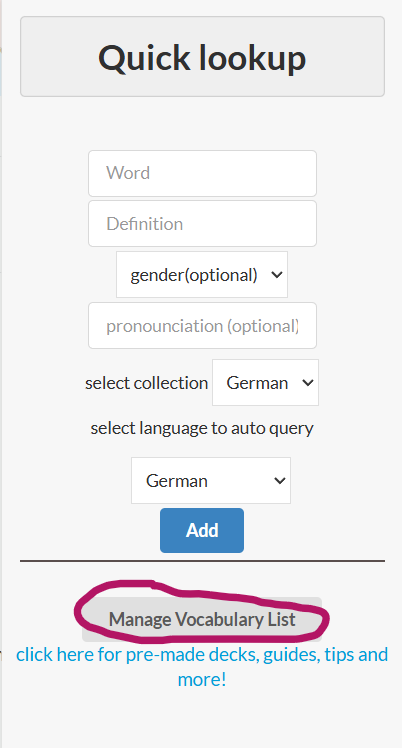 Quick lookup
Word
Definition
gender(optional)
pronounciation (optional)
select collection German
select language to auto query
German
Add
Manage Vocabulary List
click here for pre-made decks, guides, tips and
more!